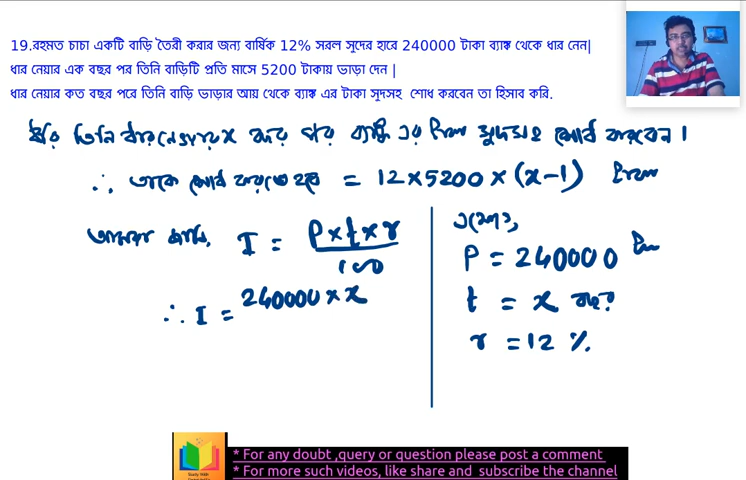 19.রহমত চাচা একটি বাড়ি তৈরী করার জন্য বার্ষিক 12% সরল সুদের হারে 240000 টাকা ব্যাঙ্ক থেকে ধার নেন|
ধার নেয়ার এক বছর পর তিনি বাড়িটি প্রতি মাসে 5200 টাকায় ভাড়া দেন |
ধার নেয়ার কত বছর পরে তিনি বাড়ি ভাড়ার আয় থেকে ব্যাঙ্ক এর টাকা সুদসহ শোধ করবেন তা হিসাব করি.
ধরি তিনি ধার নেওয়ার x বছর পর ব্যাঙ্ক এর টাকা সুদসহ শোধ করবেন।
∴ তাকে শোধ করতে হবে = 12×5200×(x−1) টাকা
আমরা জানি, I = P×t×r / 100
∴ I = 240000×x
এখানে,
P = 240000 টাকা
t = x বছর
r = 12 %
Study With
* For any doubt ,query or question please post a comment
* For more such videos, like share and subscribe the channel